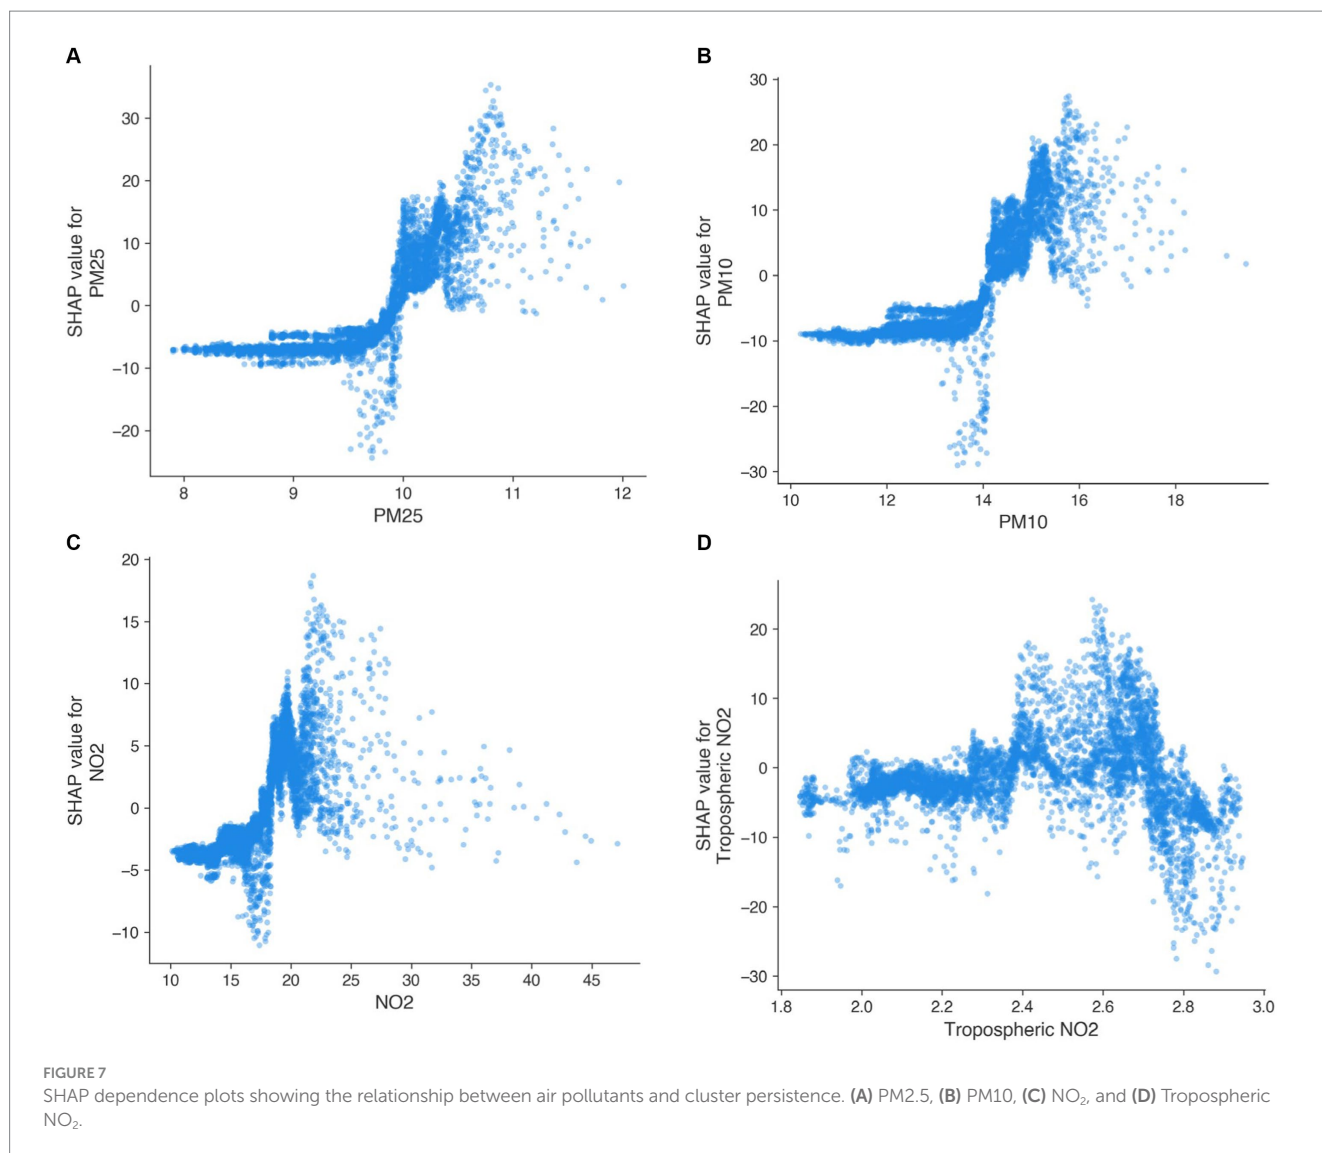 A
30
20
10
0
−10
−20
SHAP value for
PM25
8
9
10
11
12
PM25
B
30
20
10
0
−10
−20
−30
SHAP value for
PM10
10
12
14
16
18
PM10
C
20
15
10
5
0
−5
−10
SHAP value for
NO2
10
15
20
25
30
35
40
45
NO2
D
20
10
0
−10
−20
−30
SHAP value for
Tropospheric NO2
1.8
2.0
2.2
2.4
2.6
2.8
3.0
Tropospheric NO2
FIGURE 7
SHAP dependence plots showing the relationship between air pollutants and cluster persistence. (A) PM2.5, (B) PM10, (C) NO₂, and (D) Tropospheric
NO₂.